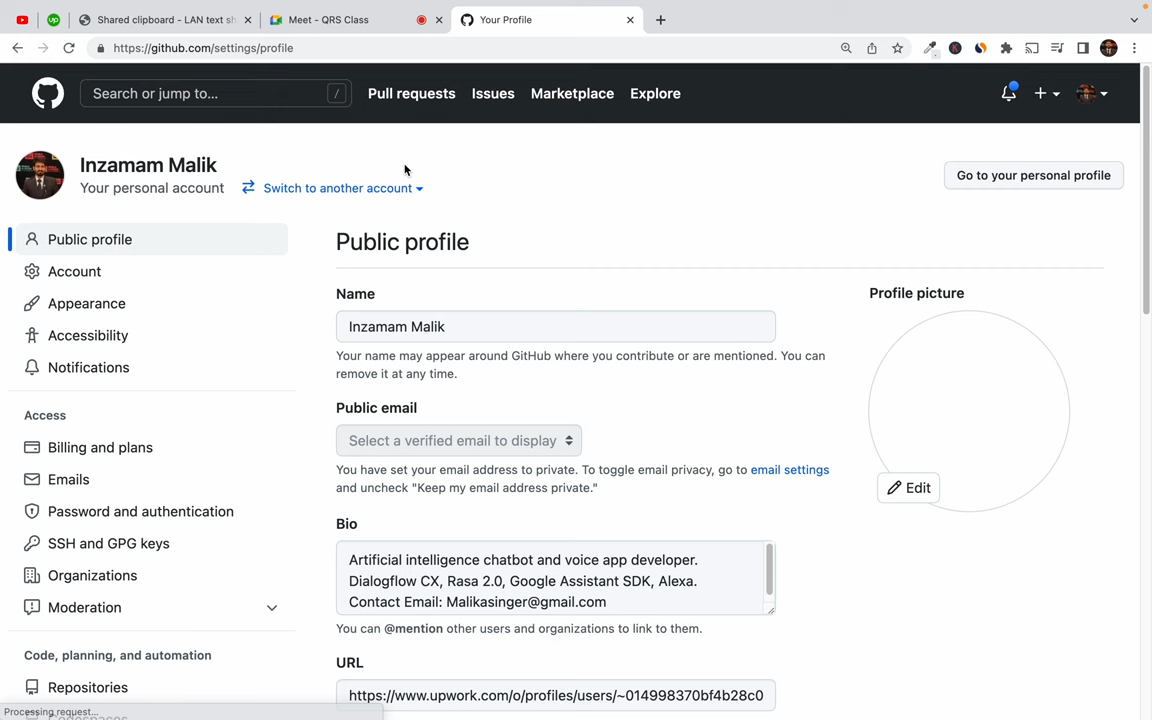 Shared clipboard - LAN text sh
Meet - QRS Class
Your Profile
https://github.com/settings/profile
Search or jump to...
/
Pull requests
Issues
Marketplace
Explore
Inzamam Malik
Your personal account
Switch to another account
Go to your personal profile
Public profile
Account
Appearance
Accessibility
Notifications
Access
Billing and plans
Emails
Password and authentication
SSH and GPG keys
Organizations
Moderation
Code, planning, and automation
Repositories
Codespaces
Processing request...
Public profile
Name
Inzamam Malik
Your name may appear around GitHub where you contribute or are mentioned. You can
remove it at any time.
Public email
Select a verified email to display
You have set your email address to private. To toggle email privacy, go to email settings
and uncheck "Keep my email address private."
Bio
Artificial intelligence chatbot and voice app developer.
Dialogflow CX, Rasa 2.0, Google Assistant SDK, Alexa.
Contact Email: Malikasinger@gmail.com
You can @mention other users and organizations to link to them.
URL
https://www.upwork.com/o/profiles/users/~014998370bf4b28c0
Profile picture
Edit